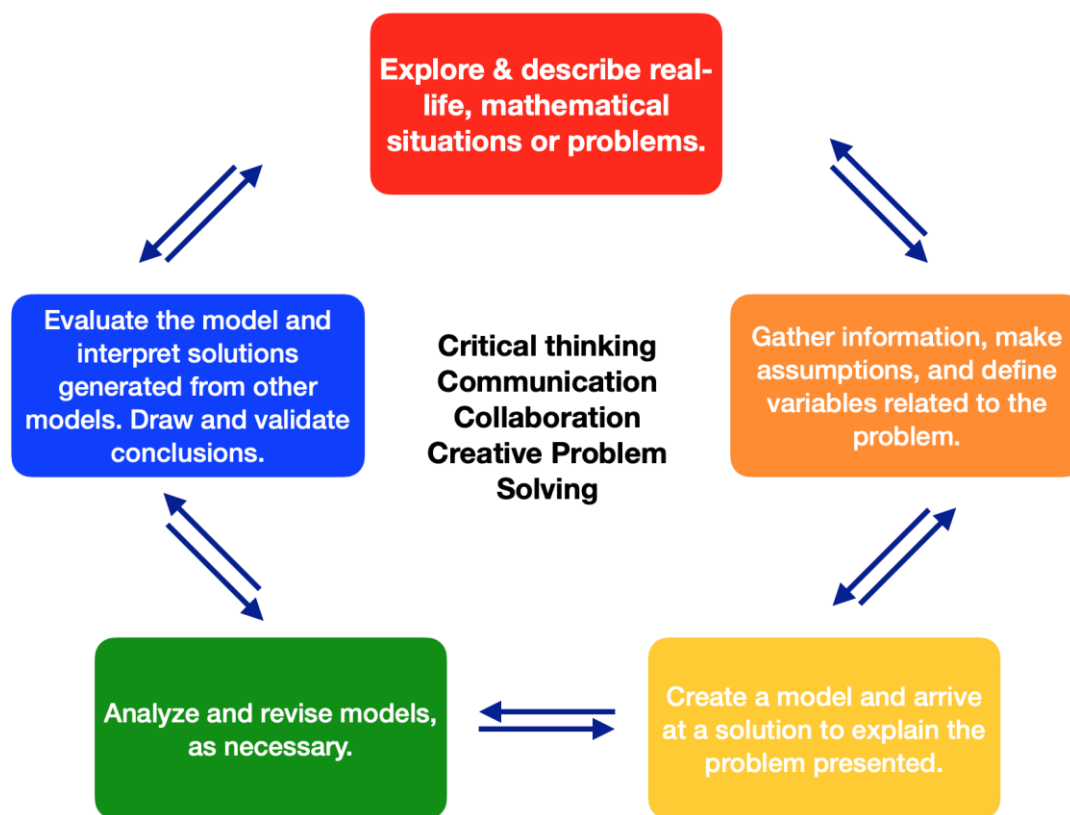 Explore & describe real-
life, mathematical
situations or problems.
Evaluate the model and
interpret solutions
generated from other
models. Draw and validate
conclusions.
Critical thinking
Communication
Collaboration
Creative Problem
Solving
Gather information, make
assumptions, and define
variables related to the
problem.
Analyze and revise models,
as necessary.
Create a model and arrive
at a solution to explain the
problem presented.